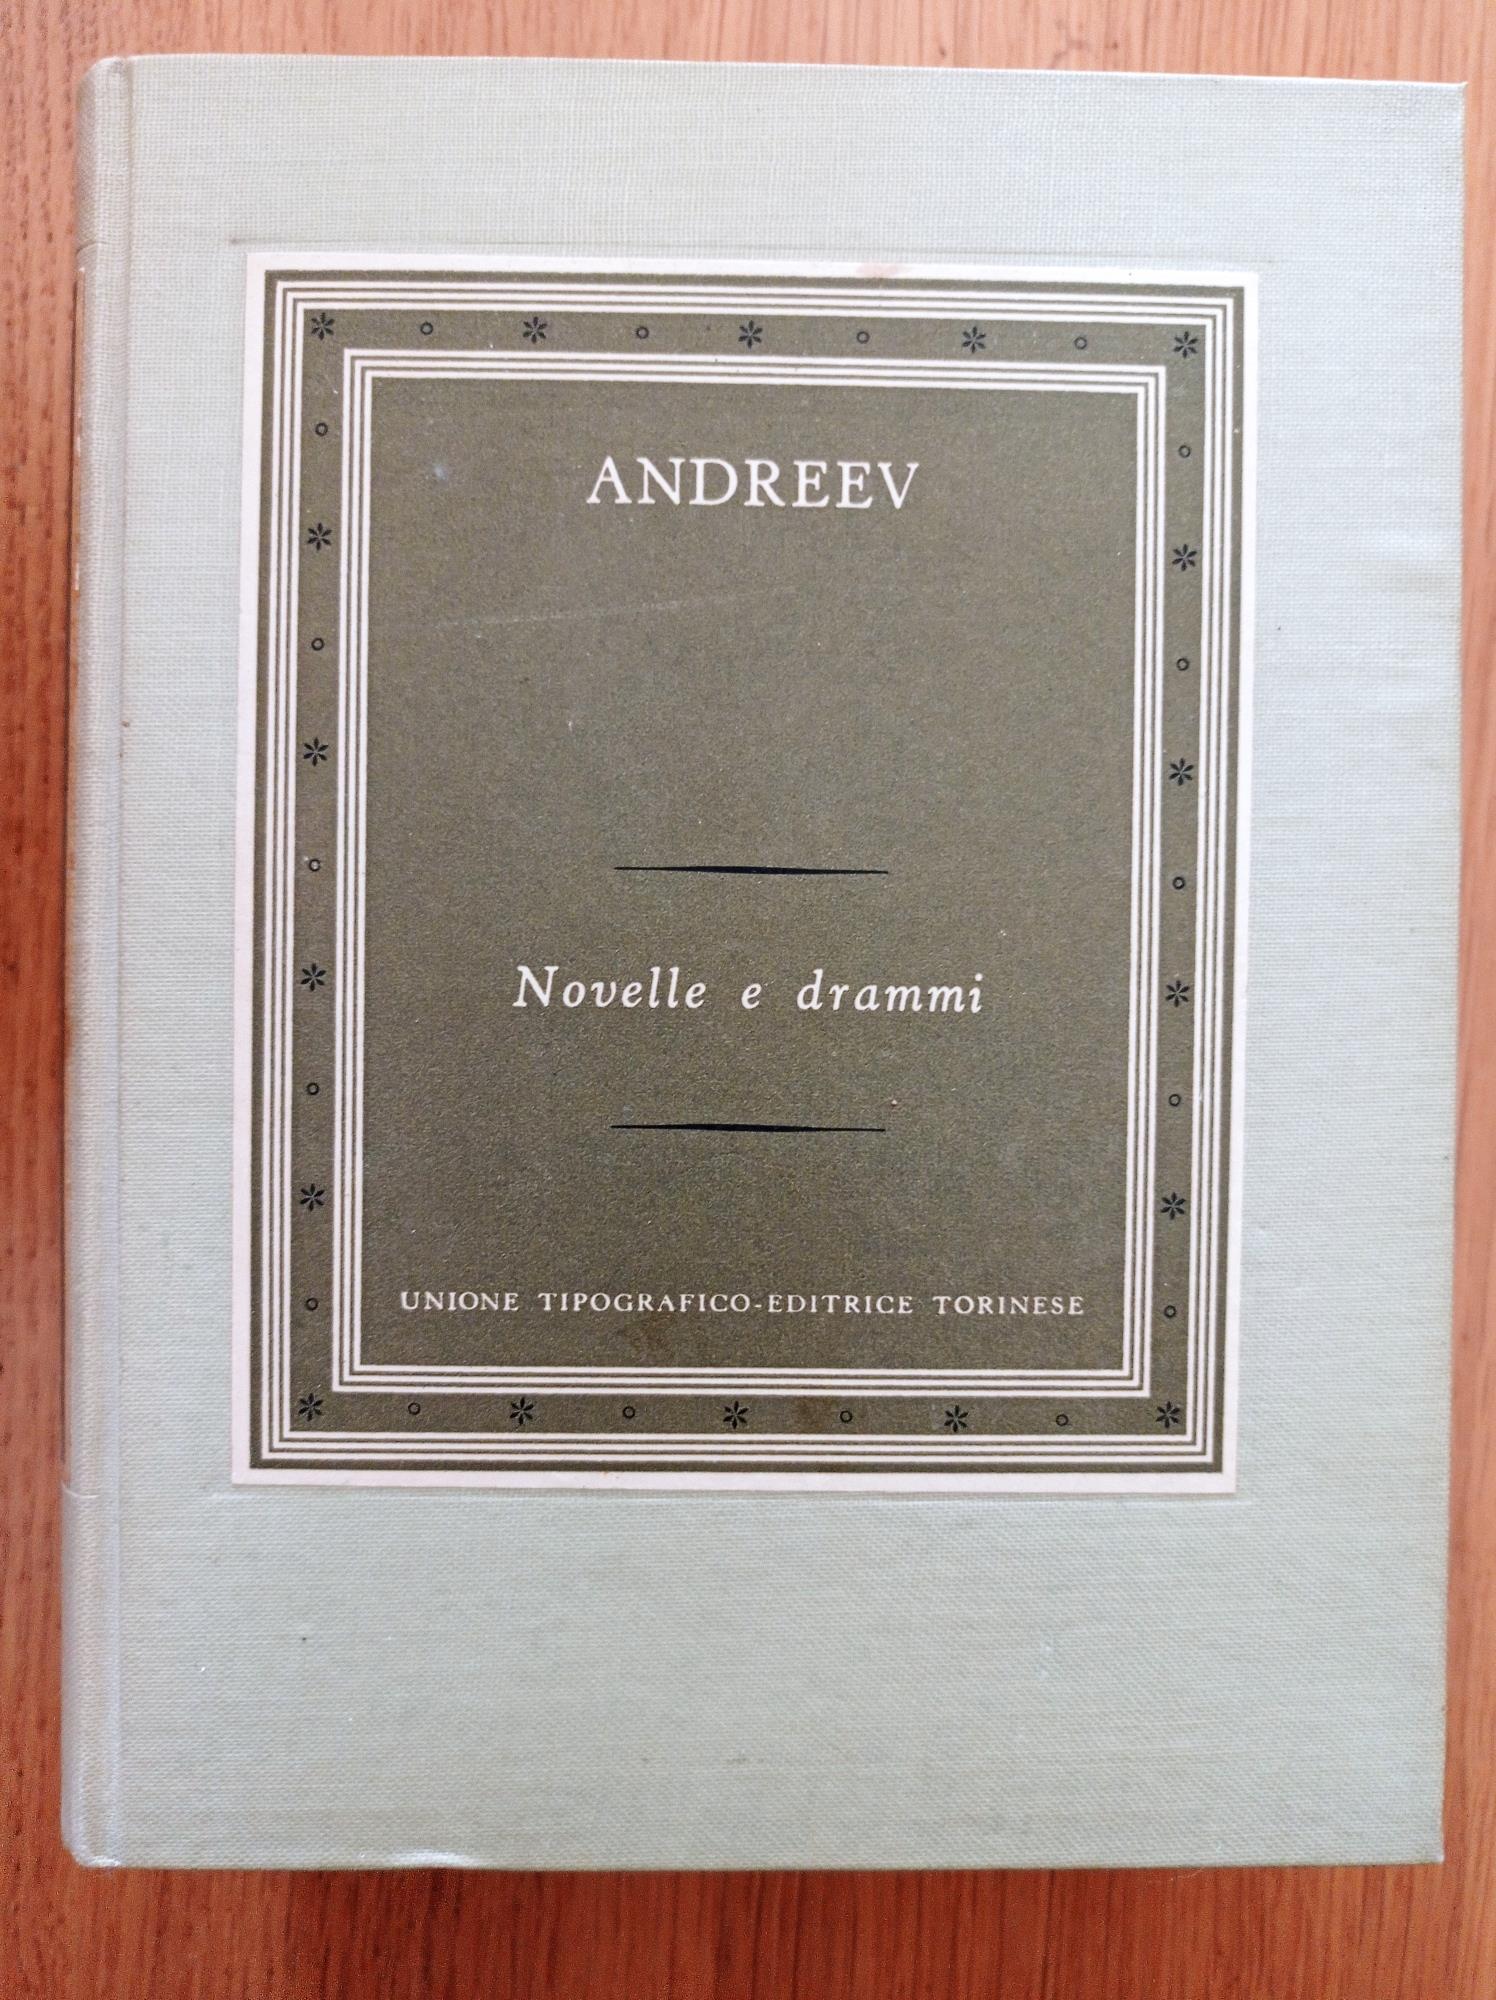 ANDREEV
Novelle e drammi
UNIONE TIPOGRAFICO-EDITRICE TORINESE